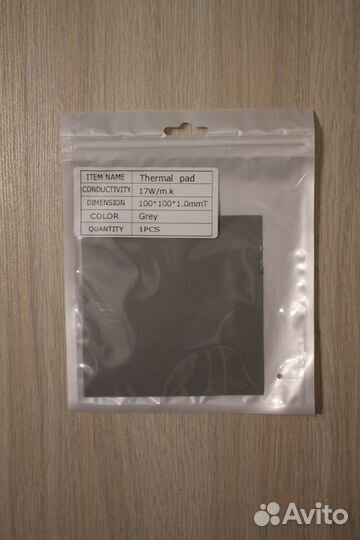 ITEM NAME Thermal pad
CONDUCTIVITY 17W/m.k
DIMENSION 100*100*1.0mmT
COLOR Grey
QUANTITY 1PCS
Avito